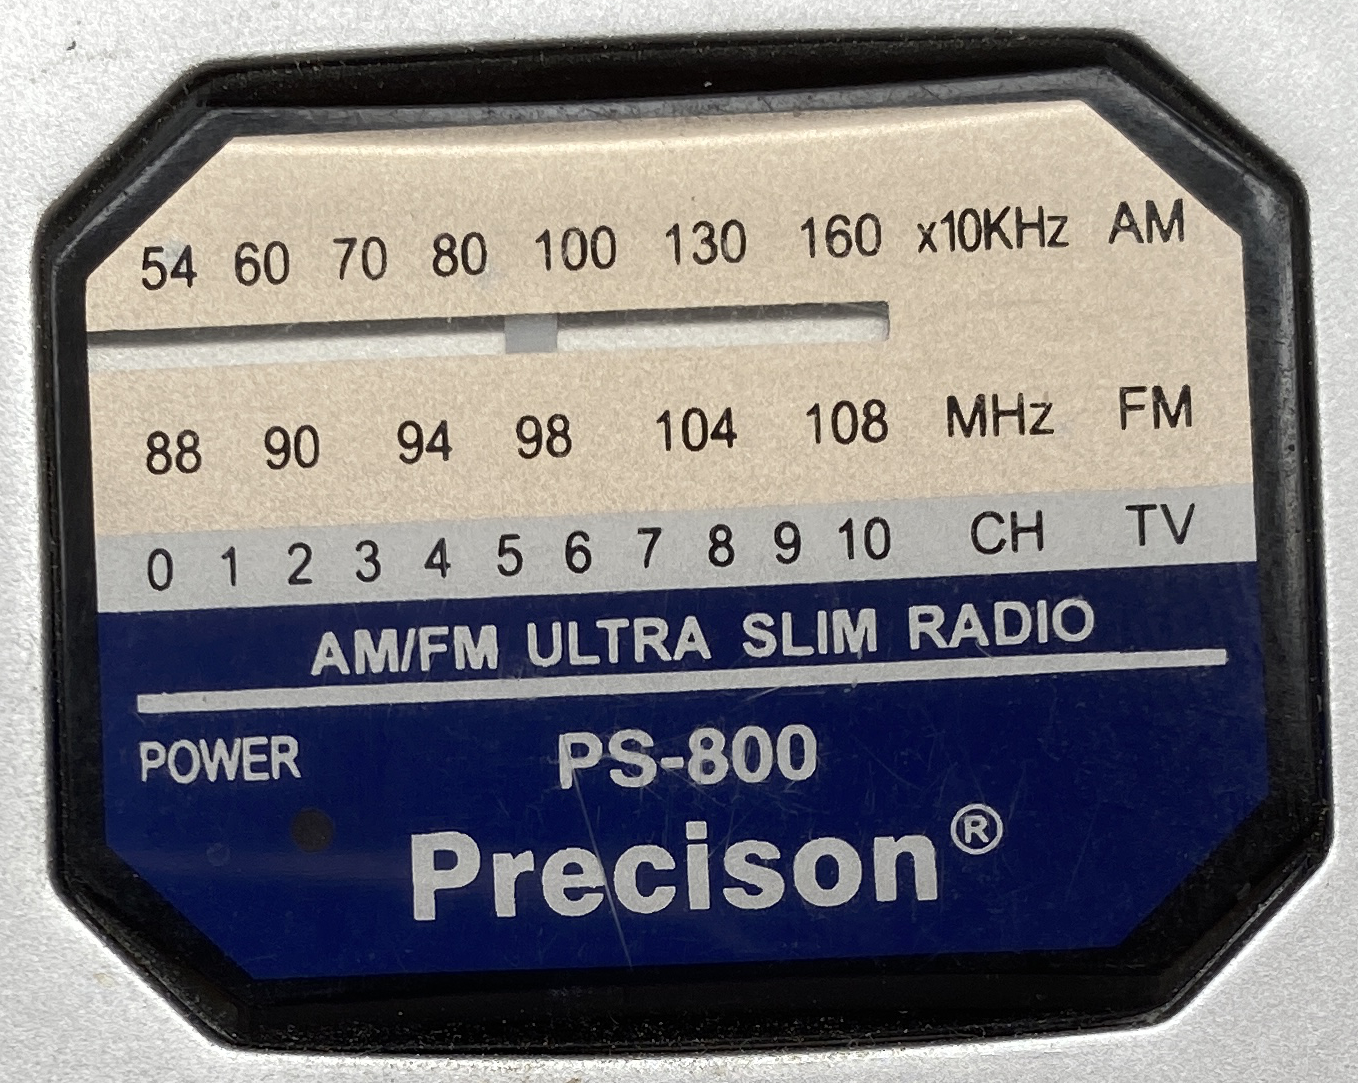 54 60 70 80 100 130 160 x10KHz AM
88 90 94 98 104 108 MHz FM
0 1 2 3 4 5 6 7 8 9 10 CH TV
AM/FM ULTRA SLIM RADIO
POWER PS-800
Precison®